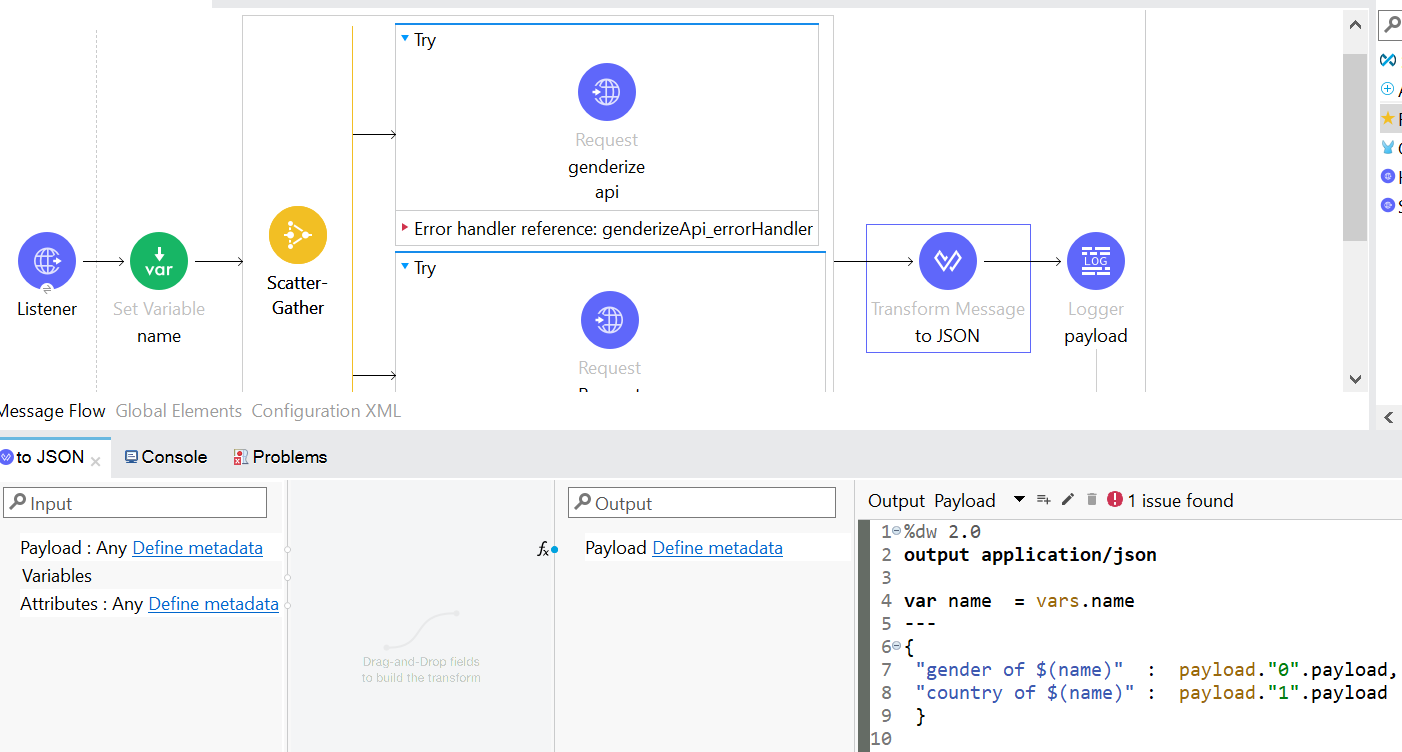 Try
Request
genderize
api
Error handler reference: genderizeApi_errorHandler
Try
Request
var
LOG
Listener
Set Variable
name
Scatter-
Gather
Transform Message
to JSON
Logger
payload
Message Flow Global Elements Configuration XML
to JSON Console Problems
Input
Payload : Any Define metadata
Variables
Attributes : Any Define metadata
fx
Drag-and-Drop fields
to build the transform
Output
Payload Define metadata
Output Payload 1 issue found
1 %dw 2.0
2 output application/json
3
4 var name = vars.name
5 ---
6 {
7 "gender of $(name)" : payload."0".payload,
8 "country of $(name)" : payload."1".payload
9 }
10